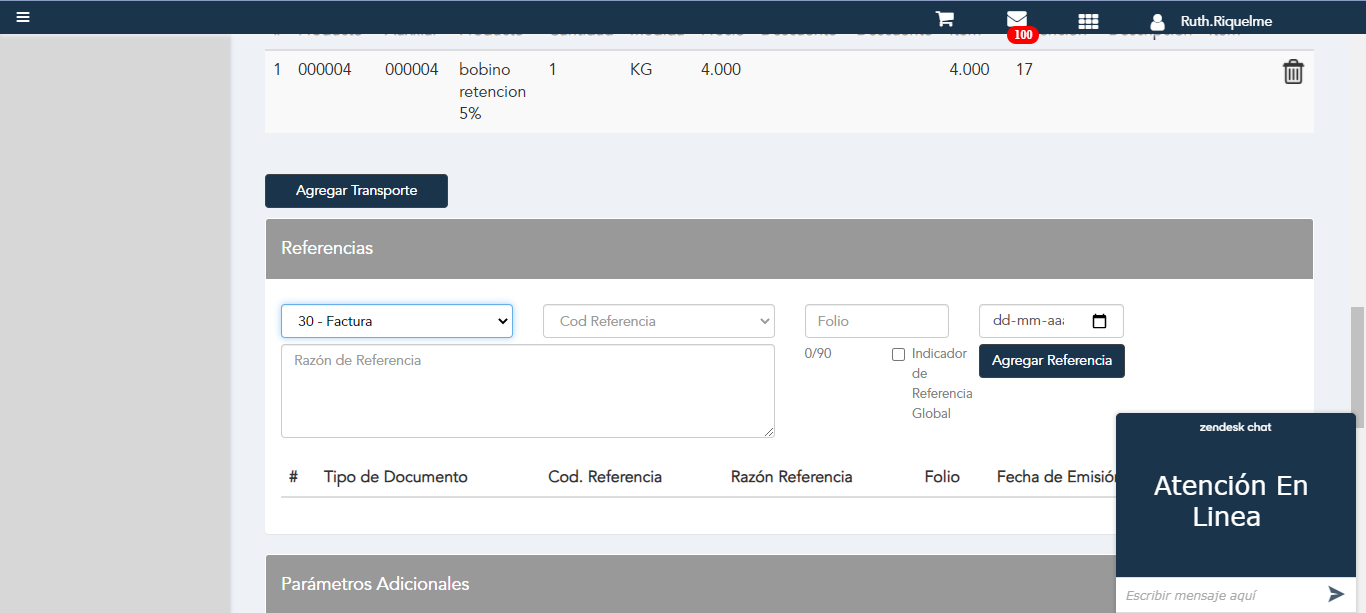 Ruth.Riquelme
100
1 000004 000004 bobino retencion 5% 1 KG 4.000 4.000 17
Agregar Transporte
Referencias
30 - Factura
Cod Referencia
Folio
dd-mm-aaa
Razón de Referencia
0/90
Indicador
de
Referencia
Global
Agregar Referencia
# Tipo de Documento Cod. Referencia Razón Referencia Folio Fecha de Emisión
Parámetros Adicionales
zendesk chat
Atención En
Linea
Escribir mensaje aquí